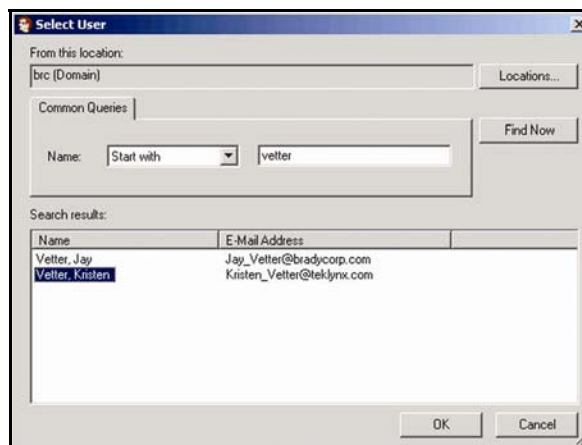 Select User
From this location:
brc (Domain)
Locations...
Common Queries
Find Now
Name: Start with vetter
Search results:
Name E-Mail Address
Vetter, Jay Jay_Vetter@bradycorp.com
Vetter, Kristen Kristen_Vetter@teklynx.com
OK Cancel